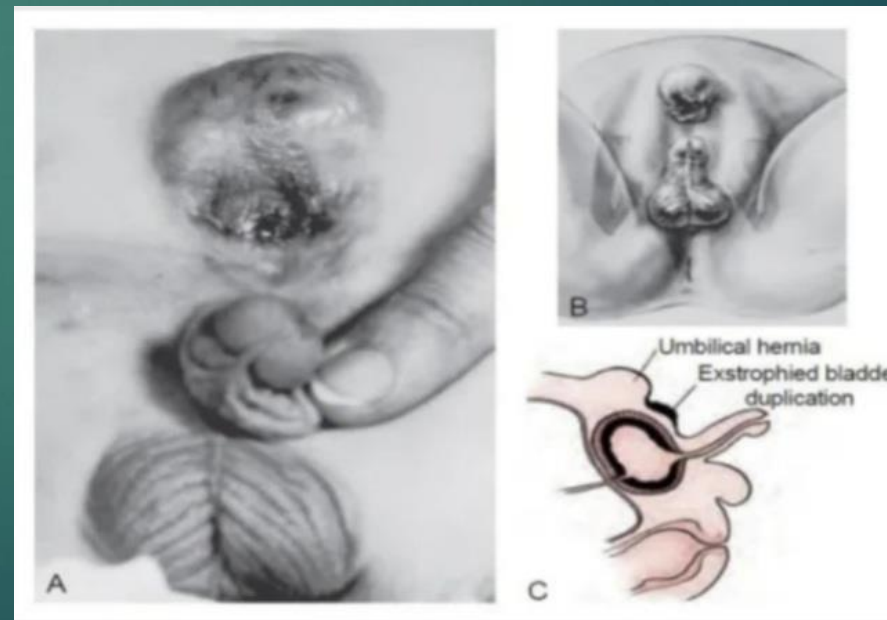 A
B
Umbilical hernia
Exstrophied bladde
duplication
C